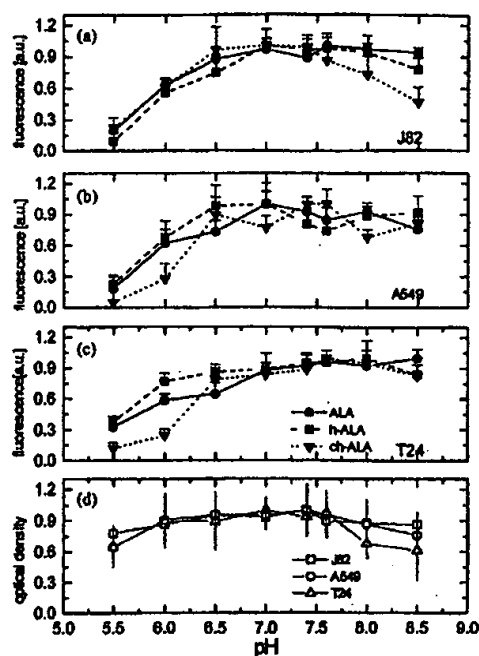 (a)
fluorescence [a.u.]
1.2
0.9
0.6
0.3
0.0
J82
(b)
fluorescence [a.u.]
1.2
0.9
0.6
0.3
0.0
A549
(c)
fluorescence[a.u.]
1.2
0.9
0.6
0.3
0.0
ALA
h-ALA
ch-ALA
T24
(d)
optical density
1.2
0.9
0.6
0.3
0.0
J82
A549
T24
5.0 5.5 6.0 6.5 7.0 7.5 8.0 8.5 9.0
pH